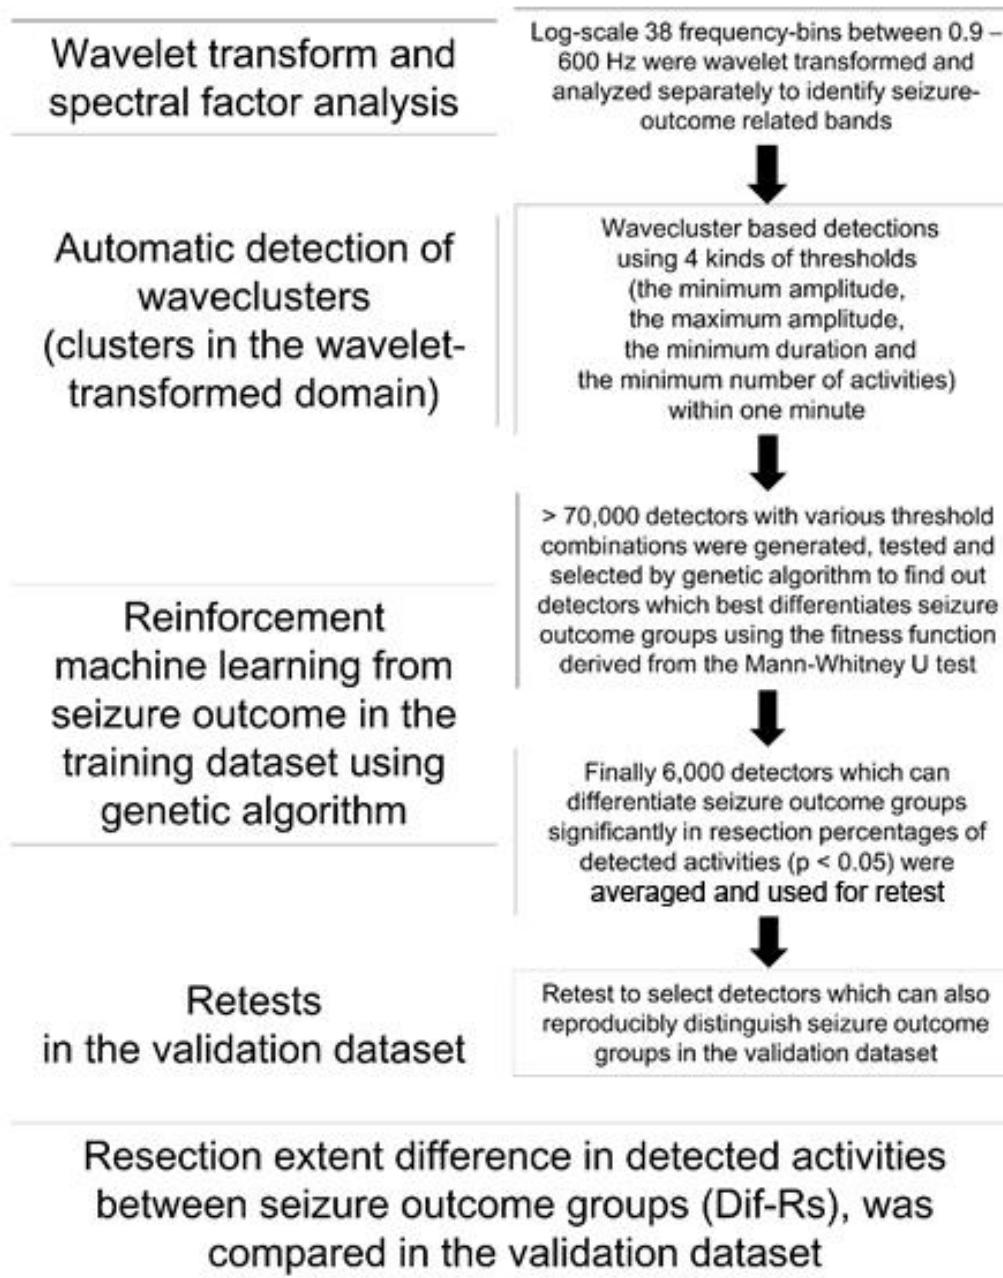 Wavelet transform and
spectral factor analysis
Log-scale 38 frequency-bins between 0.9 –
600 Hz were wavelet transformed and
analyzed separately to identify seizure-
outcome related bands
Automatic detection of
waveclusters
(clusters in the wavelet-
transformed domain)
Wavecluster based detections
using 4 kinds of thresholds
(the minimum amplitude,
the maximum amplitude,
the minimum duration and
the minimum number of activities)
within one minute
> 70,000 detectors with various threshold
combinations were generated, tested and
selected by genetic algorithm to find out
detectors which best differentiates seizure
outcome groups using the fitness function
derived from the Mann-Whitney U test
Reinforcement
machine learning from
seizure outcome in the
training dataset using
genetic algorithm
Finally 6,000 detectors which can
differentiate seizure outcome groups
significantly in resection percentages of
detected activities (p < 0.05) were
averaged and used for retest
Retests
in the validation dataset
Retest to select detectors which can also
reproducibly distinguish seizure outcome
groups in the validation dataset
Resection extent difference in detected activities
between seizure outcome groups (Dif-Rs), was
compared in the validation dataset